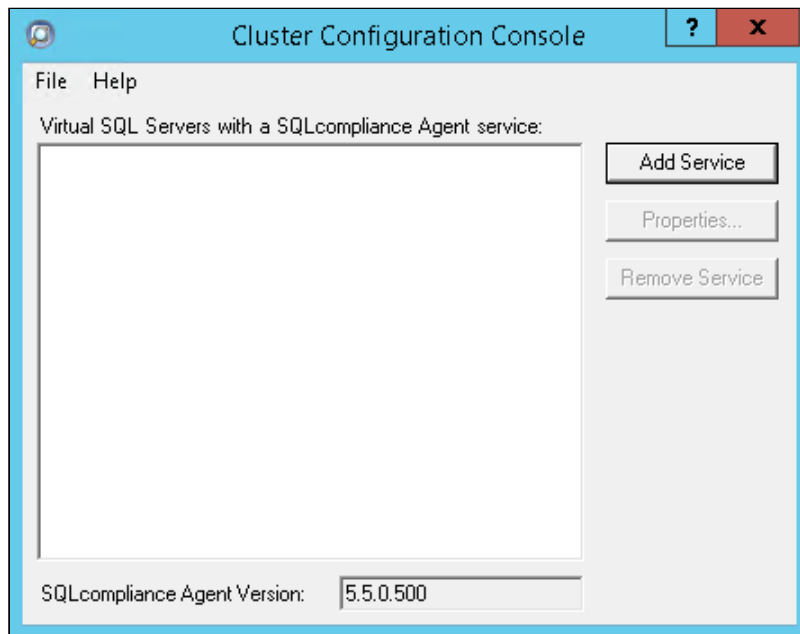 Cluster Configuration Console
?
x
File Help
Virtual SQL Servers with a SQLcompliance Agent service:
Add Service
Properties...
Remove Service
SQLcompliance Agent Version: 5.5.0.500